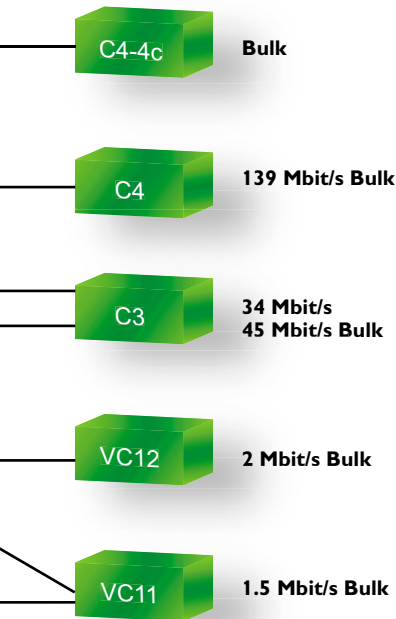 C4-4c
Bulk
C4
139 Mbit/s Bulk
C3
34 Mbit/s
45 Mbit/s Bulk
VC12
2 Mbit/s Bulk
VC11
1.5 Mbit/s Bulk